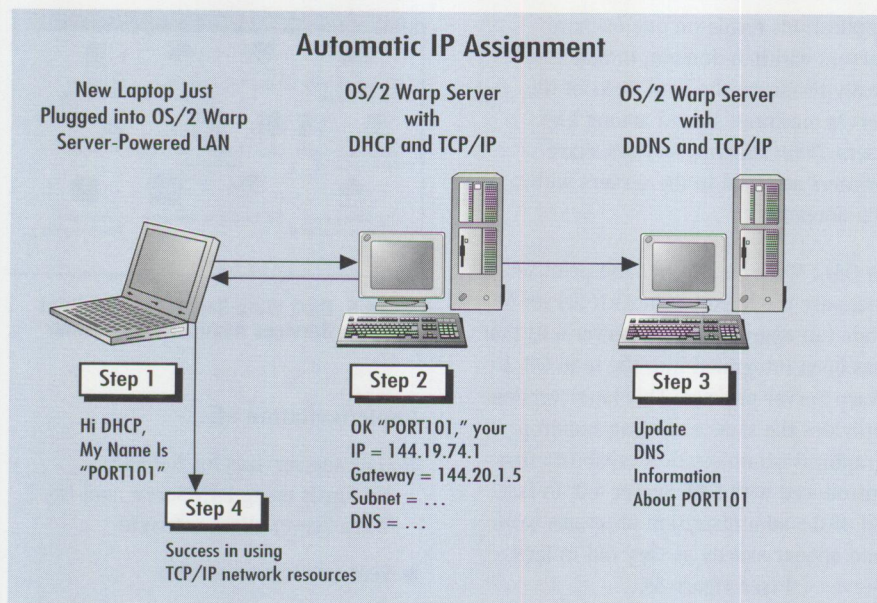 Automatic IP Assignment
New Laptop Just
Plugged into OS/2 Warp
Server-Powered LAN
OS/2 Warp Server
with
DHCP and TCP/IP
OS/2 Warp Server
with
DDNS and TCP/IP
Step 1
Hi DHCP,
My Name Is
"PORT101"
Step 2
OK "PORT101," your
IP = 144.19.74.1
Gateway = 144.20.1.5
Subnet = ...
DNS = ...
Step 3
Update
DNS
Information
About PORT101
Step 4
Success in using
TCP/IP network resources